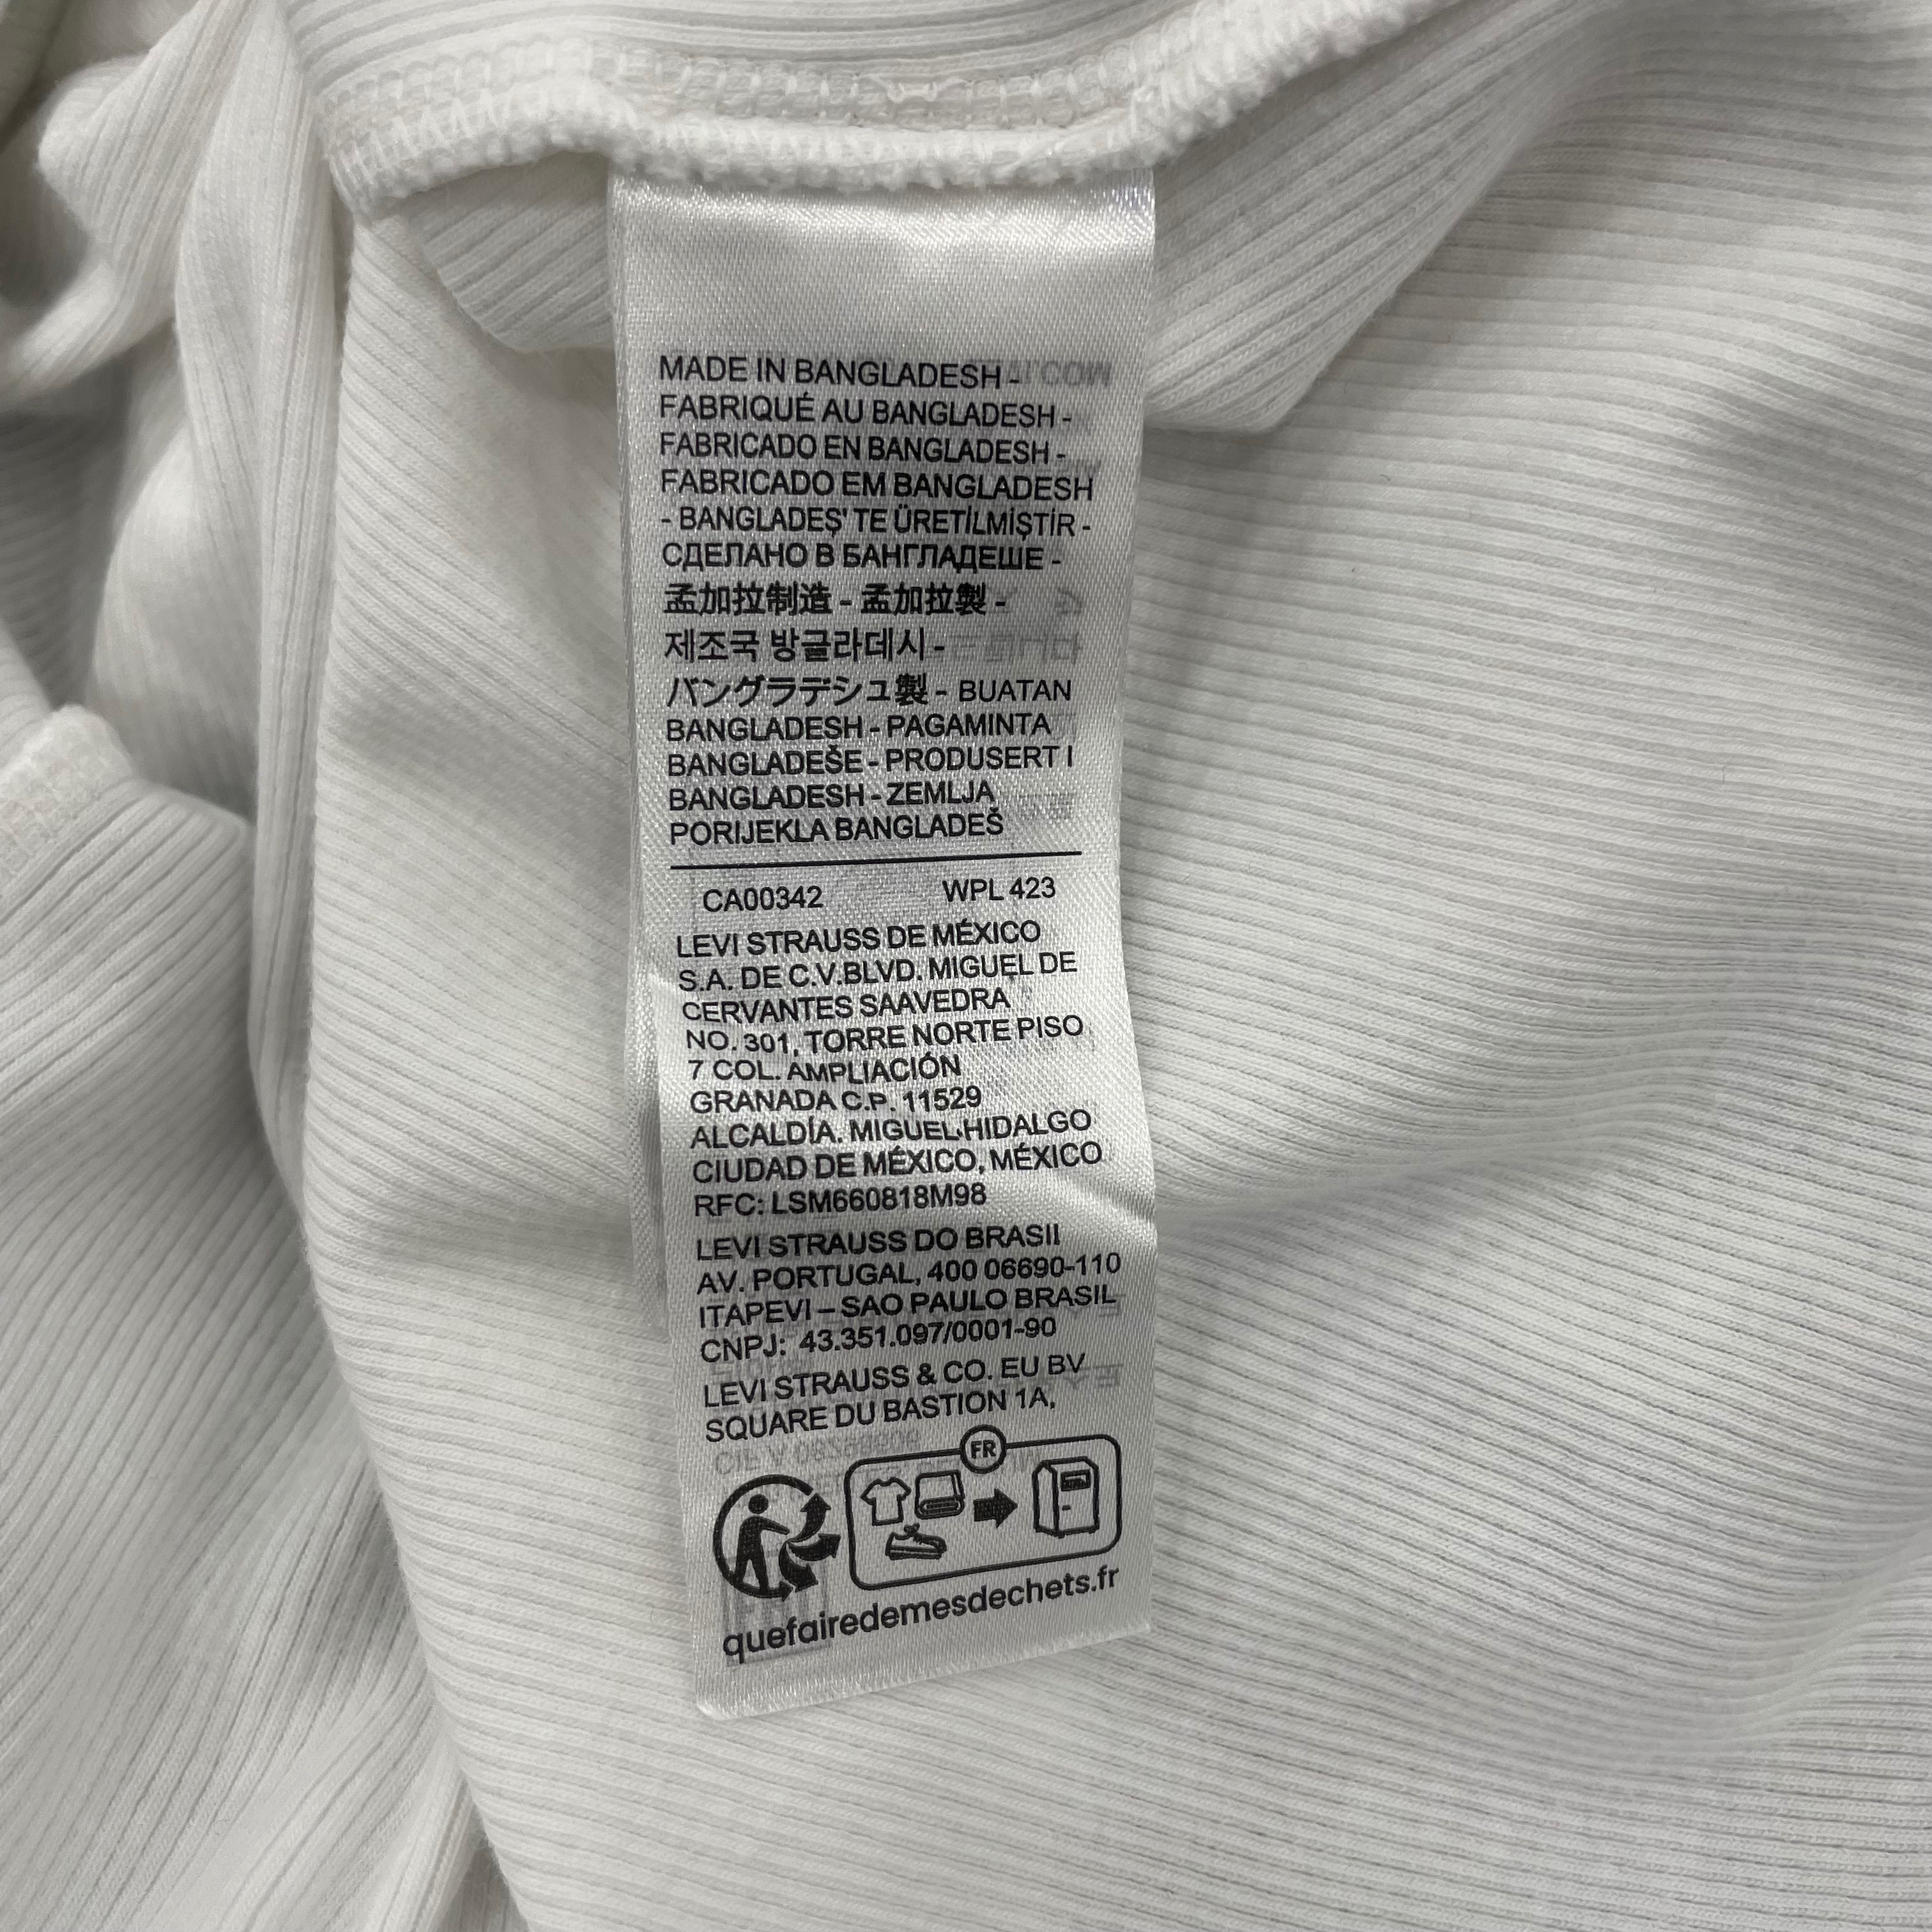 MADE IN BANGLADESH -
FABRIQUÉ AU BANGLADESH -
FABRICADO EN BANGLADESH -
FABRICADO EM BANGLADESH
- BANGLADEŞ' TE ÜRETİLMİŞTİR -
СДЕЛАНО В БАНГЛАДЕШЕ -
孟加拉制造 - 孟加拉製 -
제조국 방글라데시 -
バングラデシュ製 - BUATAN
BANGLADESH - PAGAMINTA
BANGLADEŠE - PRODUSERT I
BANGLADESH - ZEMLJA
PORIJEKLA BANGLADEŠ
CA00342 WPL 423
LEVI STRAUSS DE MÉXICO
S.A. DE C.V.BLVD. MIGUEL DE
CERVANTES SAAVEDRA
NO. 301, TORRE NORTE PISO
7 COL. AMPLIACIÓN
GRANADA C.P. 11529
ALCALDÍA. MIGUEL HIDALGO
CIUDAD DE MÉXICO, MÉXICO
RFC: LSM660818M98
LEVI STRAUSS DO BRASIL
AV. PORTUGAL, 400 06690-110
ITAPEVI – SAO PAULO BRASIL
CNPJ: 43.351.097/0001-90
LEVI STRAUSS & CO. EU BV
SQUARE DU BASTION 1A,
FR
quefairedemesdechets.fr